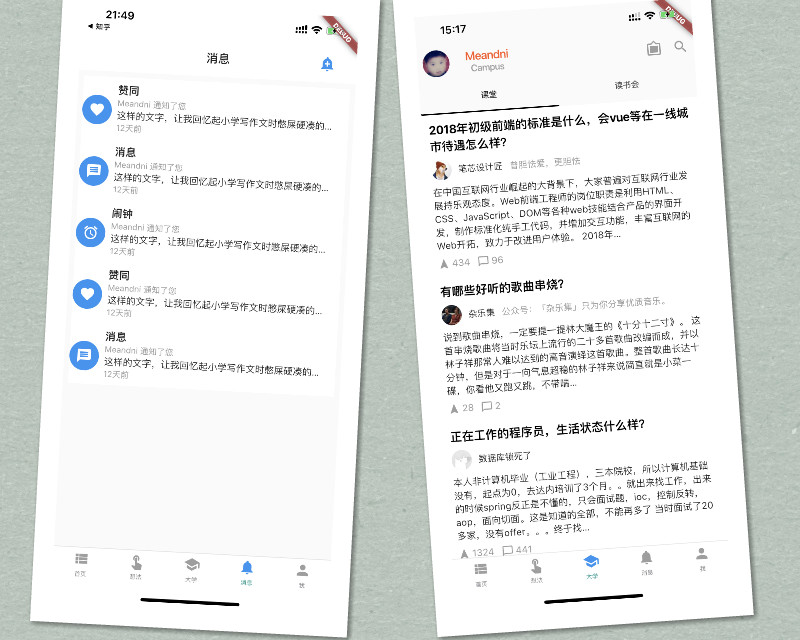 21:49
◀ 知乎
DEBUG
消息
赞同
Meandni 通知了您
这样的文字，让我回忆起小学写作文时憋屎硬凑的...
12天前
消息
Meandni 通知了您
这样的文字，让我回忆起小学写作文时憋屎硬凑的...
12天前
闹钟
Meandni 通知了您
这样的文字，让我回忆起小学写作文时憋屎硬凑的...
12天前
赞同
Meandni 通知了您
这样的文字，让我回忆起小学写作文时憋屎硬凑的...
12天前
消息
Meandni 通知了您
这样的文字，让我回忆起小学写作文时憋屎硬凑的...
12天前
首页
想法
大学
消息
我
15:17
DEBUG
Meandni
Campus
课堂
读书会
2018年初级前端的标准是什么，会vue等在一线城
市待遇怎么样？
笔芯设计匠 曾胆怯爱，更胆怯
在中国互联网行业崛起的大背景下，大家普遍对互联网行业发
展持乐观态度。Web前端工程师的岗位职责是利用HTML、
CSS、JavaScript、DOM等各种web技能结合产品的界面开
发，制作标准化纯手工代码，并增加交互功能，丰富互联网的
Web开拓，致力于改进用户体验。 2018年...
434 96
有哪些好听的歌曲串烧？
杂乐集 公众号：「杂乐集」只为你分享优质音乐。
说到歌曲串烧，一定要提一提林大魔王的《十分十二寸》。 这
首串烧歌曲将当时乐坛上流行的二十多首歌曲改编而成，并以
林子祥那常人难以达到的高音演绎这首歌曲。整首歌曲长达十
分钟，但是对于一向气息超稳的林子祥来说简直就是小菜一
碟，你看他又跑又跳，不带喘...
28 2
正在工作的程序员，生活状态什么样？
数据库锁死了
本人非计算机毕业（工业工程），三本院校，所以计算机基础
没有，起点为0，去达内培训了3个月。。就出来找工作，出来
的时候spring反正是不懂的，只会面试题，ioc，控制反转，
aop，面向切面。这是知道的全部，不能再多了 当时面试了20
多家，没有offer。。。终于找...
1324 441
首页
想法
大学
消息
我